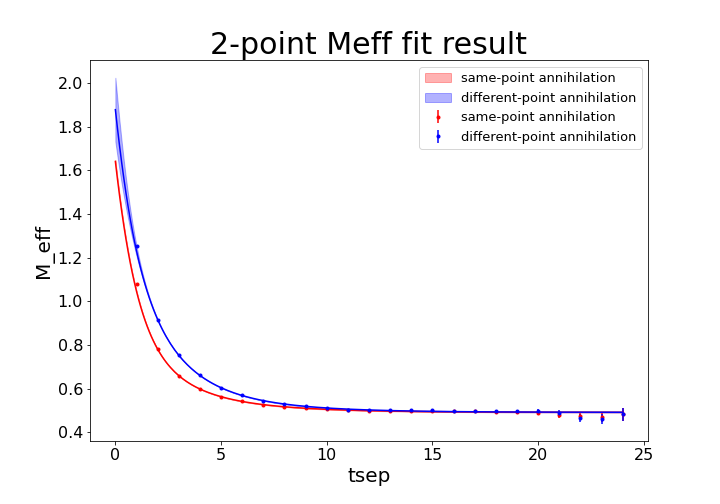 2-point Meff fit result
same-point annihilation
different-point annihilation
same-point annihilation
different-point annihilation
M_eff
2.0
1.8
1.6
1.4
1.2
1.0
0.8
0.6
0.4
0
5
10
15
20
25
tsep